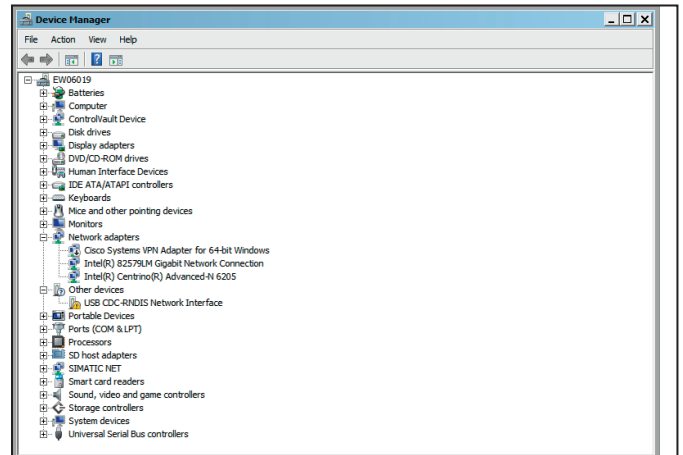 Device Manager
File Action View Help
EW06019
Batteries
Computer
ControlVault Device
Disk drives
Display adapters
DVD/CD-ROM drives
Human Interface Devices
IDE ATA/ATAPI controllers
Keyboards
Mice and other pointing devices
Monitors
Network adapters
Cisco Systems VPN Adapter for 64-bit Windows
Intel(R) 82579LM Gigabit Network Connection
Intel(R) Centrino(R) Advanced-N 6205
Other devices
USB CDC-RNDIS Network Interface
Portable Devices
Ports (COM & LPT)
Processors
SD host adapters
SIMATIC NET
Smart card readers
Sound, video and game controllers
Storage controllers
System devices
Universal Serial Bus controllers